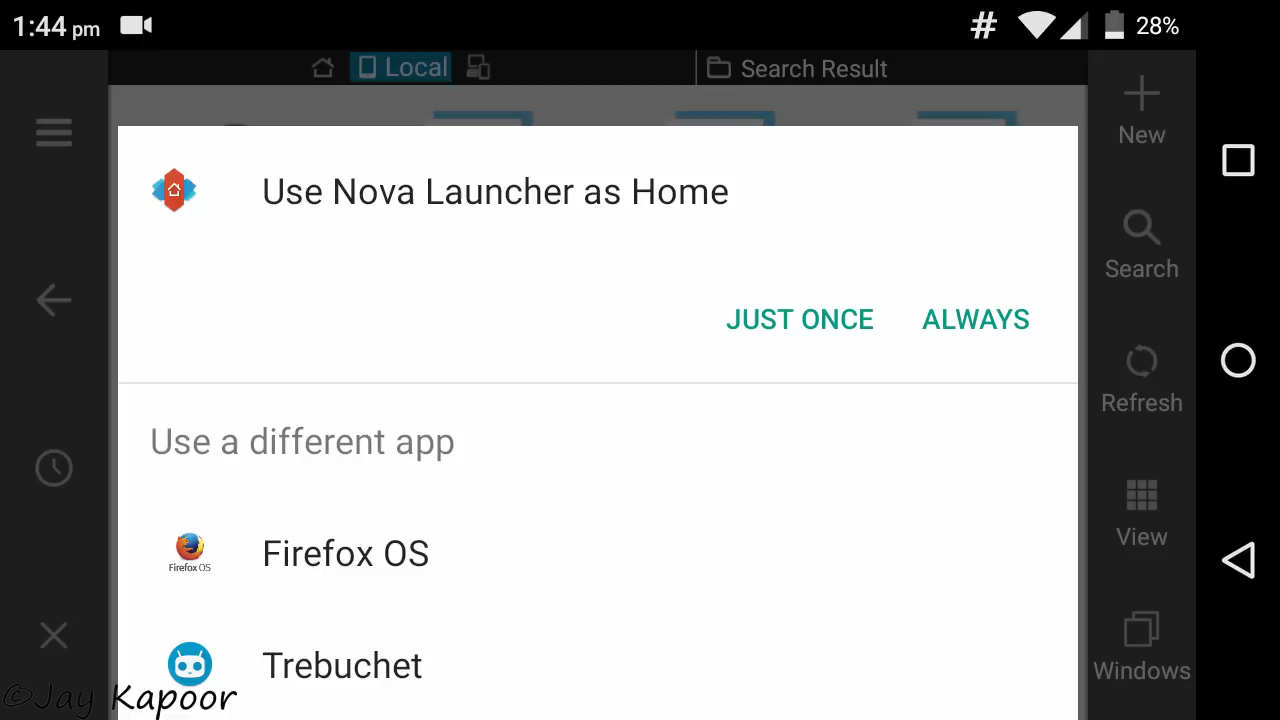 1:44 pm
# 28%
Local
Search Result
New
Use Nova Launcher as Home
Search
JUST ONCE ALWAYS
Refresh
Use a different app
View
Firefox OS
Firefox OS
Trebuchet
Windows
©Jay Kapoor